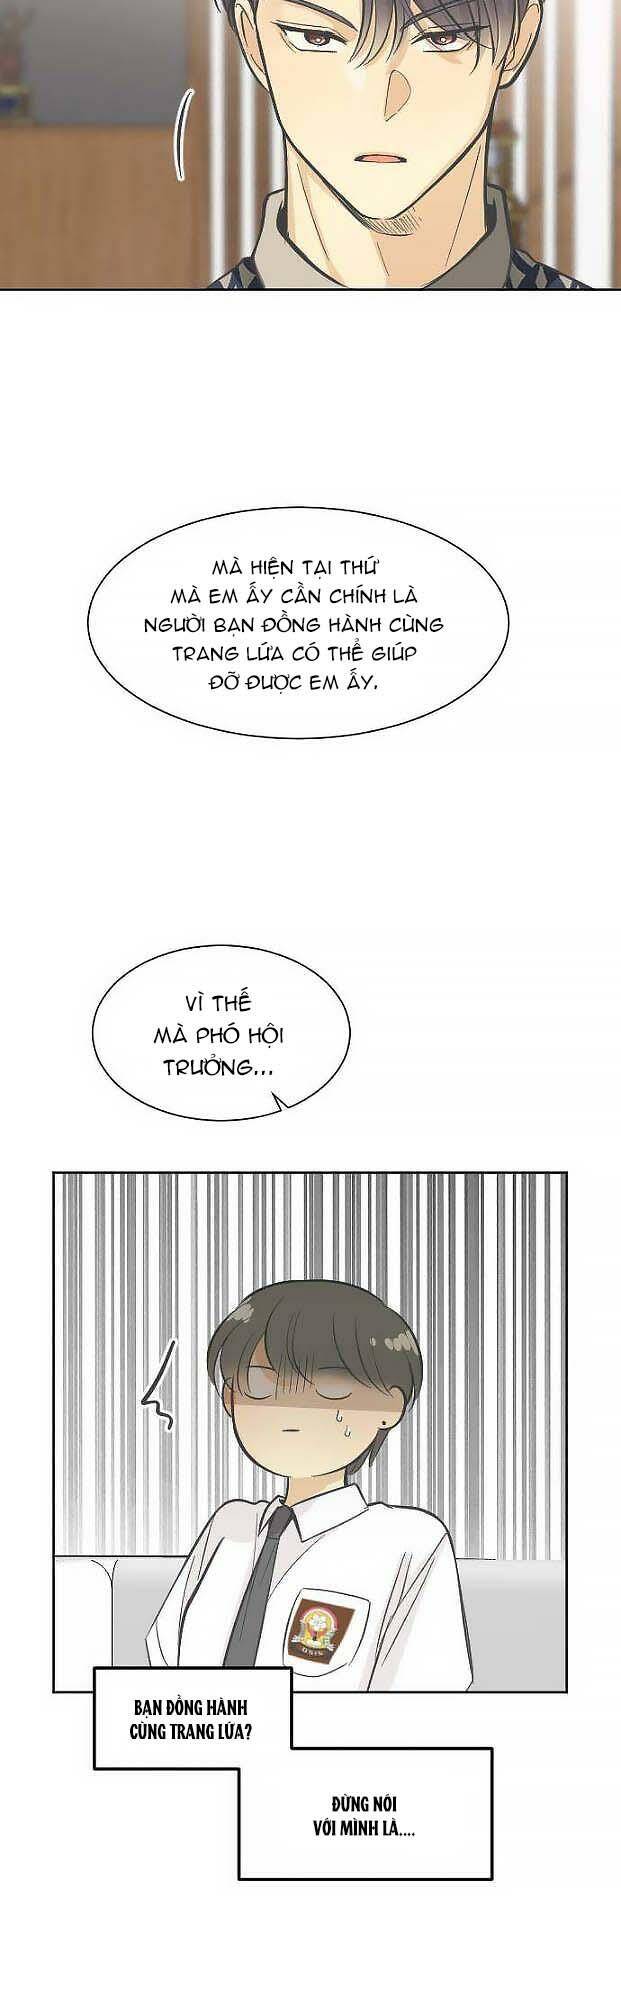 MÀ HIỆN TẠI THỨ
MÀ EM ẤY CẦN CHÍNH LÀ
NGƯỜI BẠN ĐỒNG HÀNH CÙNG
TRANG LỨA CÓ THỂ GIÚP
ĐỠ ĐƯỢC EM ẤY.
VÌ THẾ
MÀ PHÓ HỘI
TRƯỞNG...
OSIS
BẠN ĐỒNG HÀNH
CÙNG TRANG LỨA?
ĐỪNG NÓI
VỚI MÌNH LÀ....